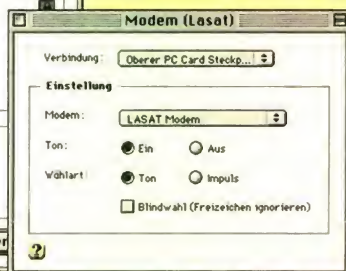 Modem (Lasat)
Verbindung: Oberer PC Card Steckp...
Einstellung
Modem: LASAT Modem
Ton: Ein Aus
Wählart: Ton Impuls
Blindwahl (Freizeichen ignorieren)
?